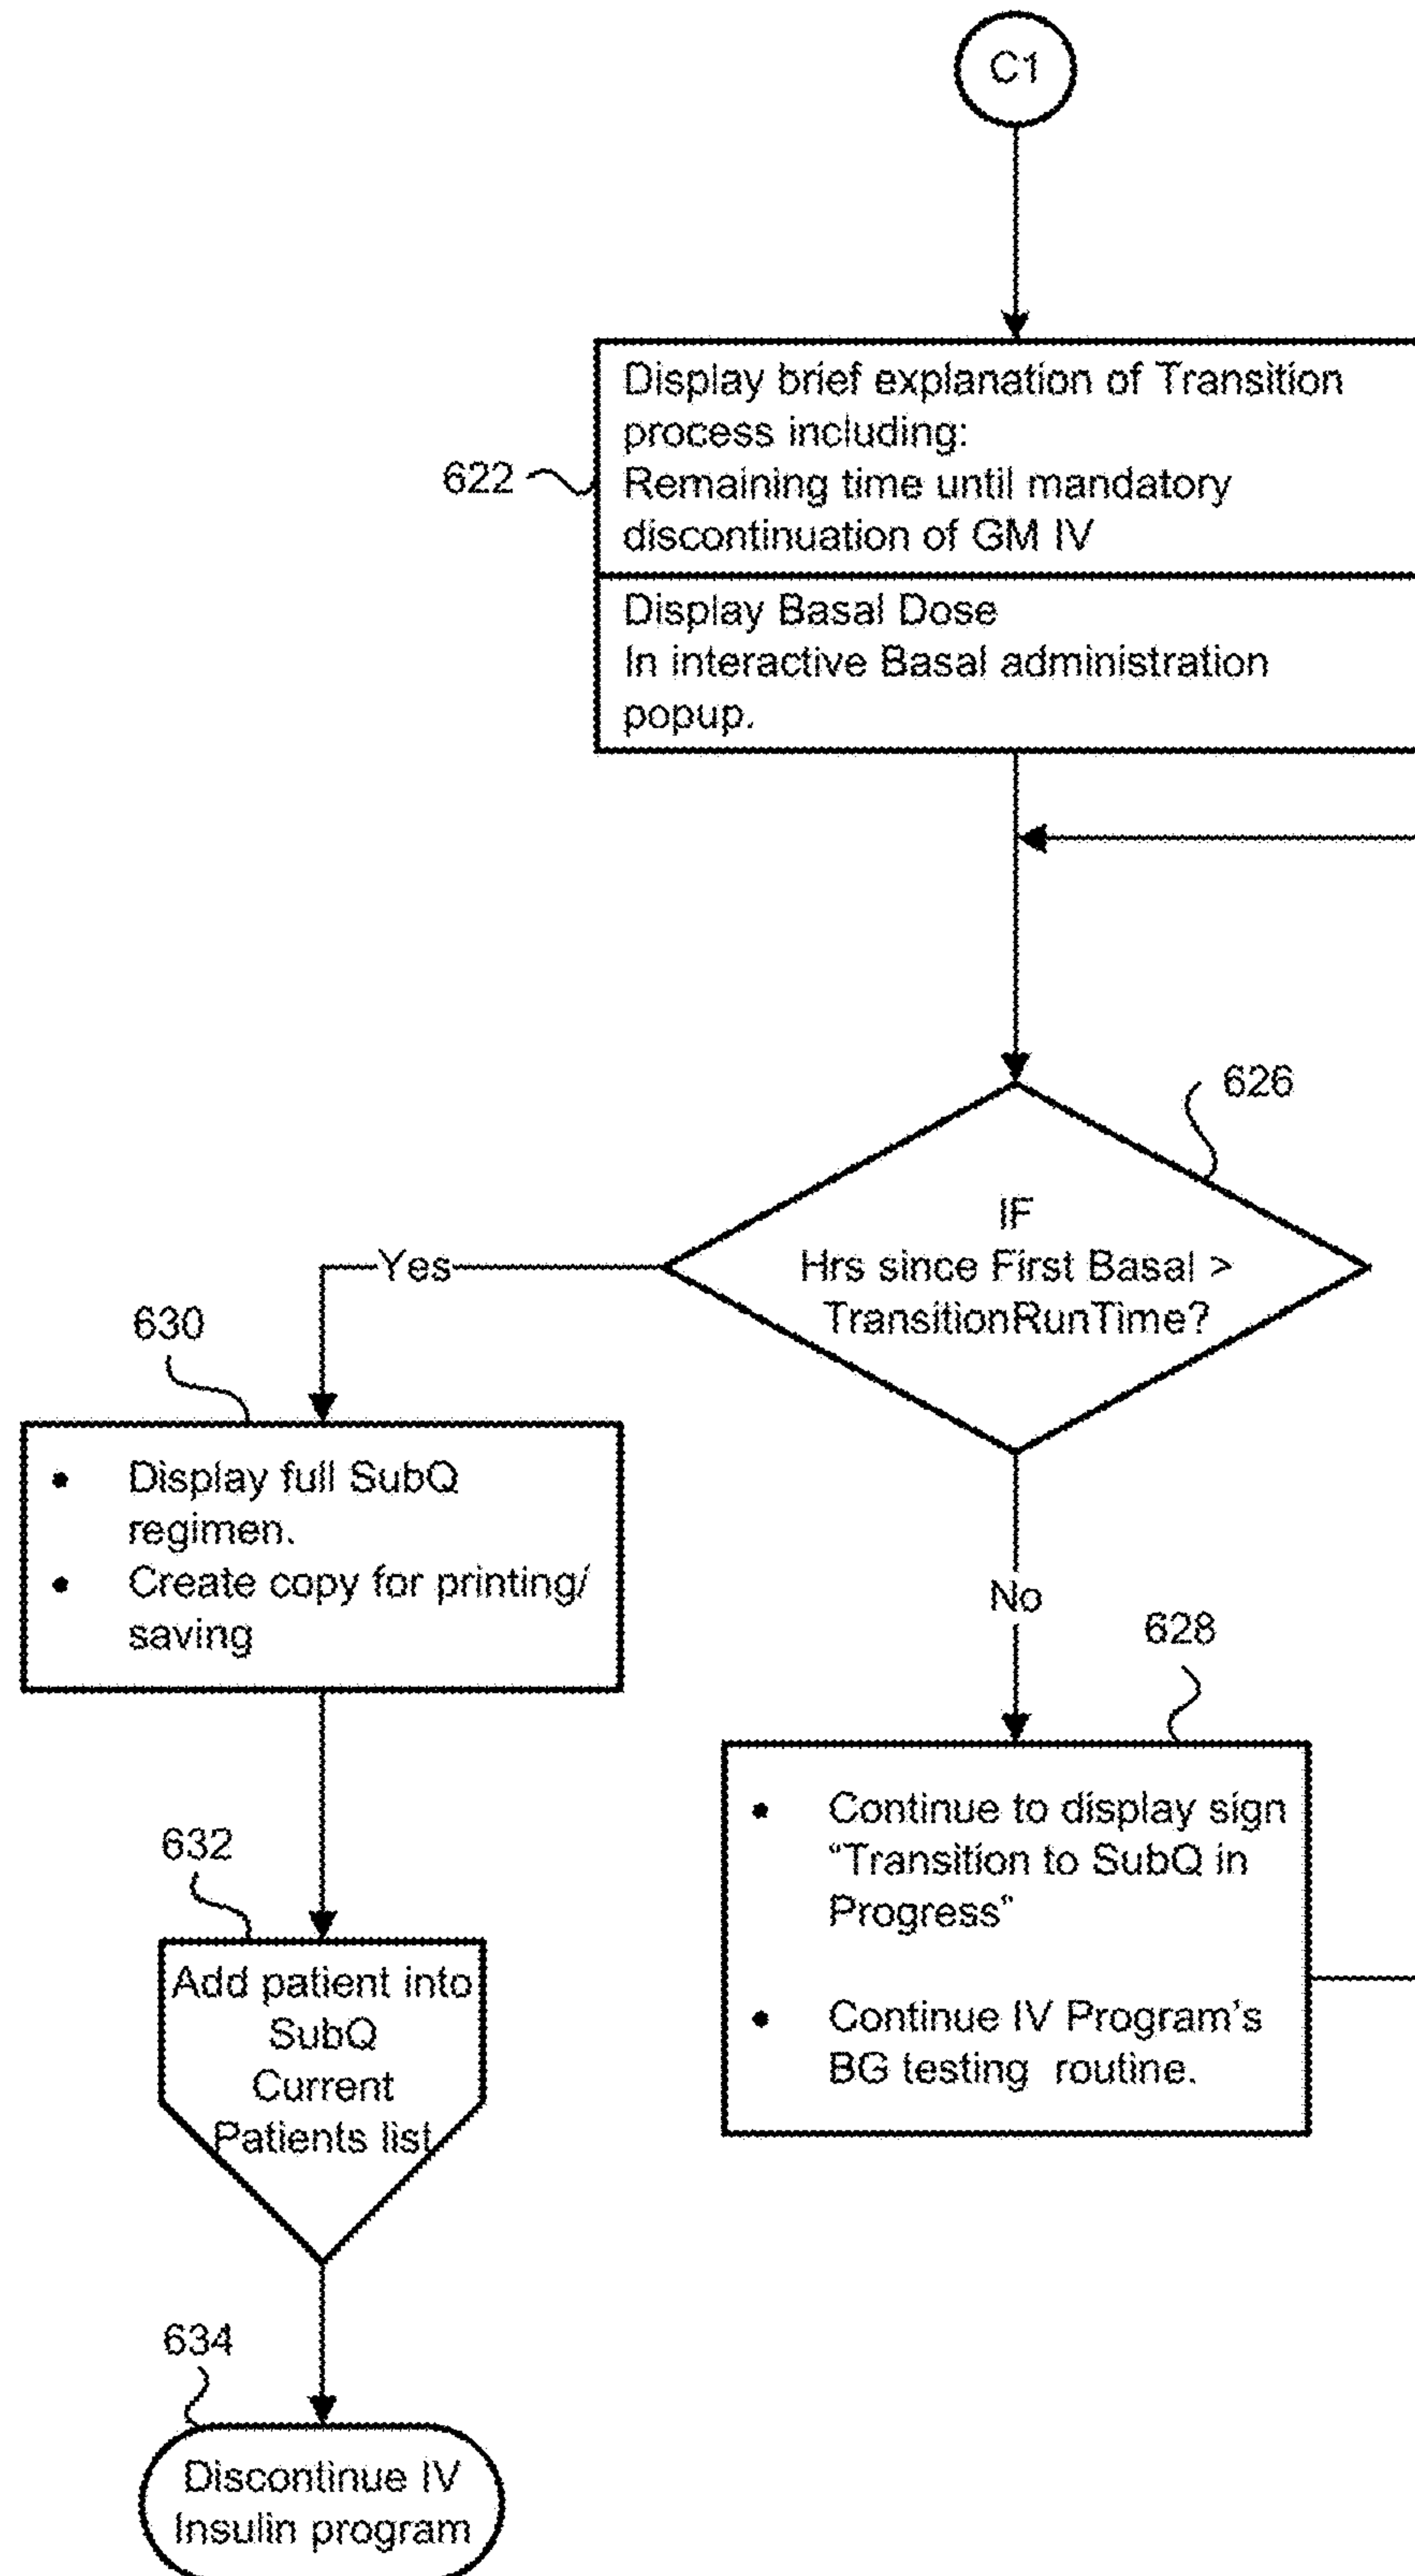 C1
Display brief explanation of Transition
process including:
622
Remaining time until mandatory
discontinuation of GM IV
Display Basal Dose
In interactive Basal administration
popup.
626
IF
Hrs since First Basal >
TransitionRunTime?
Yes
630
• Display full SubQ
regimen.
• Create copy for printing/
saving
No
628
• Continue to display sign
“Transition to SubQ in
Progress”
• Continue IV Program's
BG testing routine.
632
Add patient into
SubQ
Current
Patients list
634
Discontinue IV
Insulin program